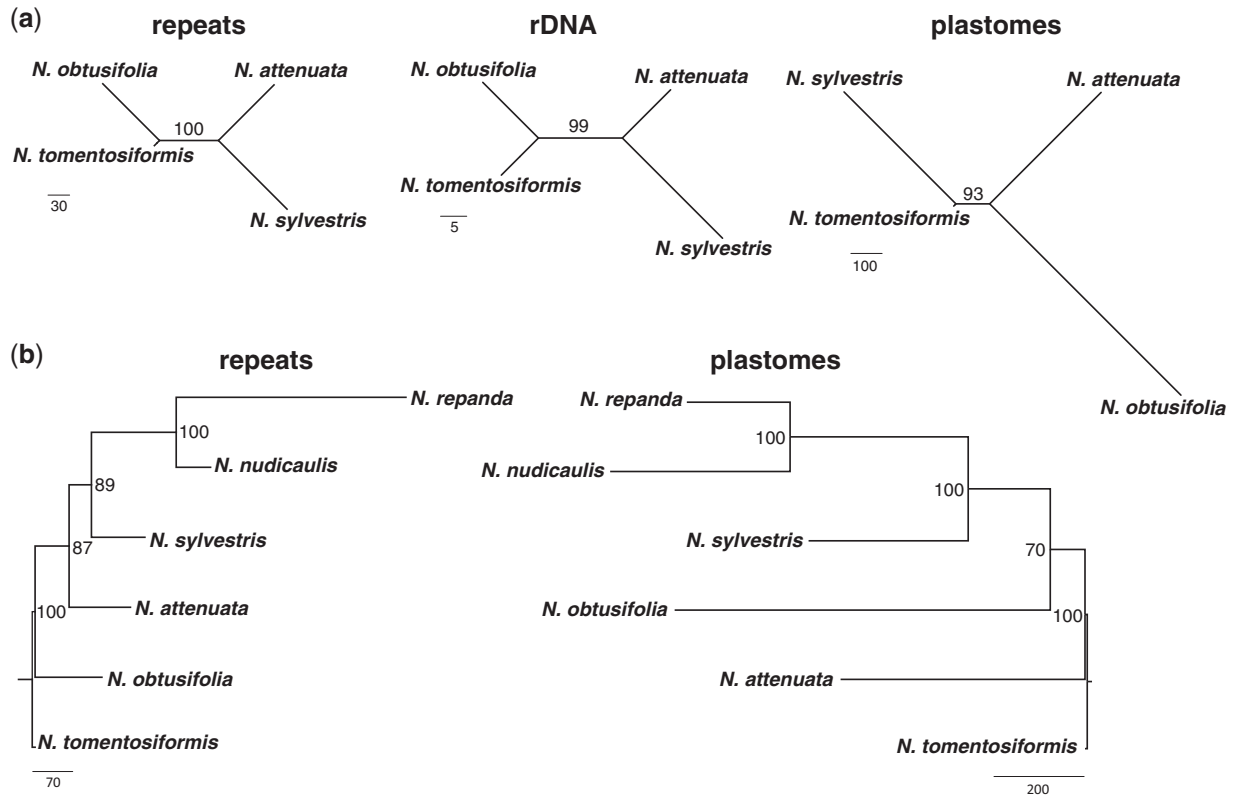 (a)
repeats
N. obtusifolia
N. attenuata
100
N. tomentosiformis
30
N. sylvestris
rDNA
N. obtusifolia
N. attenuata
99
N. tomentosiformis
5
N. sylvestris
plastomes
N. sylvestris
N. attenuata
93
N. tomentosiformis
100
N. obtusifolia
(b)
repeats
N. repanda
100
N. nudicaulis
89
N. sylvestris
87
N. attenuata
100
N. obtusifolia
N. tomentosiformis
70
plastomes
N. repanda
100
N. nudicaulis
100
N. sylvestris
70
N. obtusifolia
100
N. attenuata
N. tomentosiformis
200